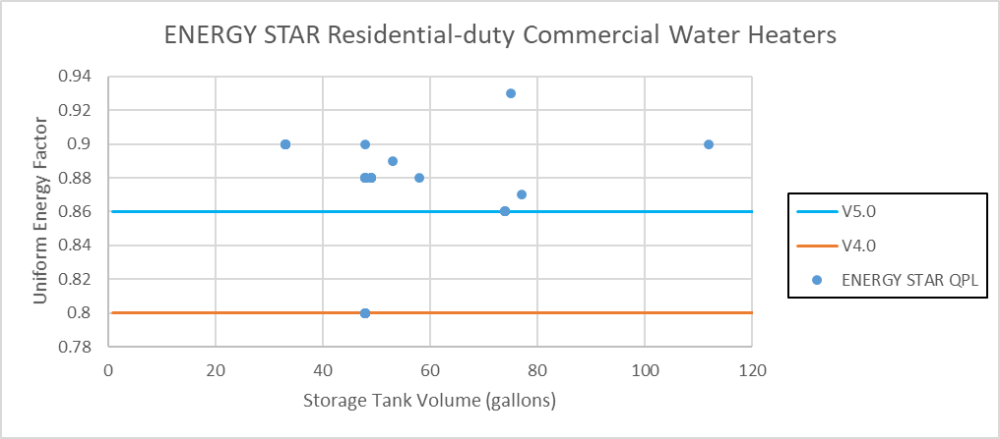 ENERGY STAR Residential-duty Commercial Water Heaters
Uniform Energy Factor
0.94
0.92
0.9
0.88
0.86
0.84
0.82
0.8
0.78
0 20 40 60 80 100 120
Storage Tank Volume (gallons)
V5.0
V4.0
ENERGY STAR QPL